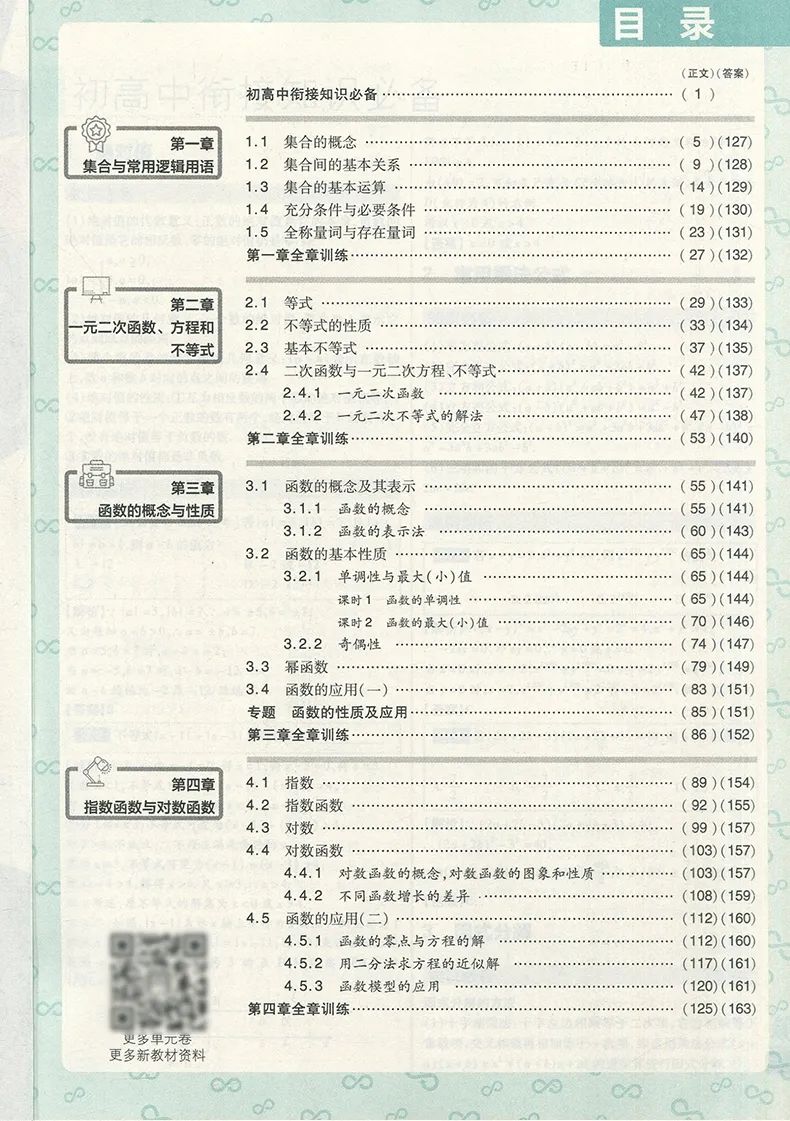 目 录
(正文)(答案)
初高中衔接知识必备 ( 1 )
第一章
集合与常用逻辑用语
1.1 集合的概念 ( 5 )(127)
1.2 集合间的基本关系 ( 9 )(128)
1.3 集合的基本运算 (14)(129)
1.4 充分条件与必要条件 (19)(130)
1.5 全称量词与存在量词 (23)(131)
第一章全章训练 (27)(132)
第二章
一元二次函数、方程和
不等式
2.1 等式 (29)(133)
2.2 不等式的性质 (33)(134)
2.3 基本不等式 (37)(135)
2.4 二次函数与一元二次方程、不等式 (42)(137)
2.4.1 一元二次函数 (42)(137)
2.4.2 一元二次不等式的解法 (47)(138)
第二章全章训练 (53)(140)
第三章
函数的概念与性质
3.1 函数的概念及其表示 (55)(141)
3.1.1 函数的概念 (55)(141)
3.1.2 函数的表示法 (60)(143)
3.2 函数的基本性质 (65)(144)
3.2.1 单调性与最大(小)值 (65)(144)
课时1 函数的单调性 (65)(144)
课时2 函数的最大(小)值 (70)(146)
3.2.2 奇偶性 (74)(147)
3.3 幂函数 (79)(149)
3.4 函数的应用(一) (83)(151)
专题 函数的性质及应用 (85)(151)
第三章全章训练 (86)(152)
第四章
指数函数与对数函数
4.1 指数 (89)(154)
4.2 指数函数 (92)(155)
4.3 对数 (99)(157)
4.4 对数函数 (103)(157)
4.4.1 对数函数的概念,对数函数的图象和性质 (103)(157)
4.4.2 不同函数增长的差异 (108)(159)
4.5 函数的应用(二) (112)(160)
4.5.1 函数的零点与方程的解 (112)(160)
4.5.2 用二分法求方程的近似解 (117)(161)
4.5.3 函数模型的应用 (120)(161)
第四章全章训练 (125)(163)
更多单元卷
更多新教材资料